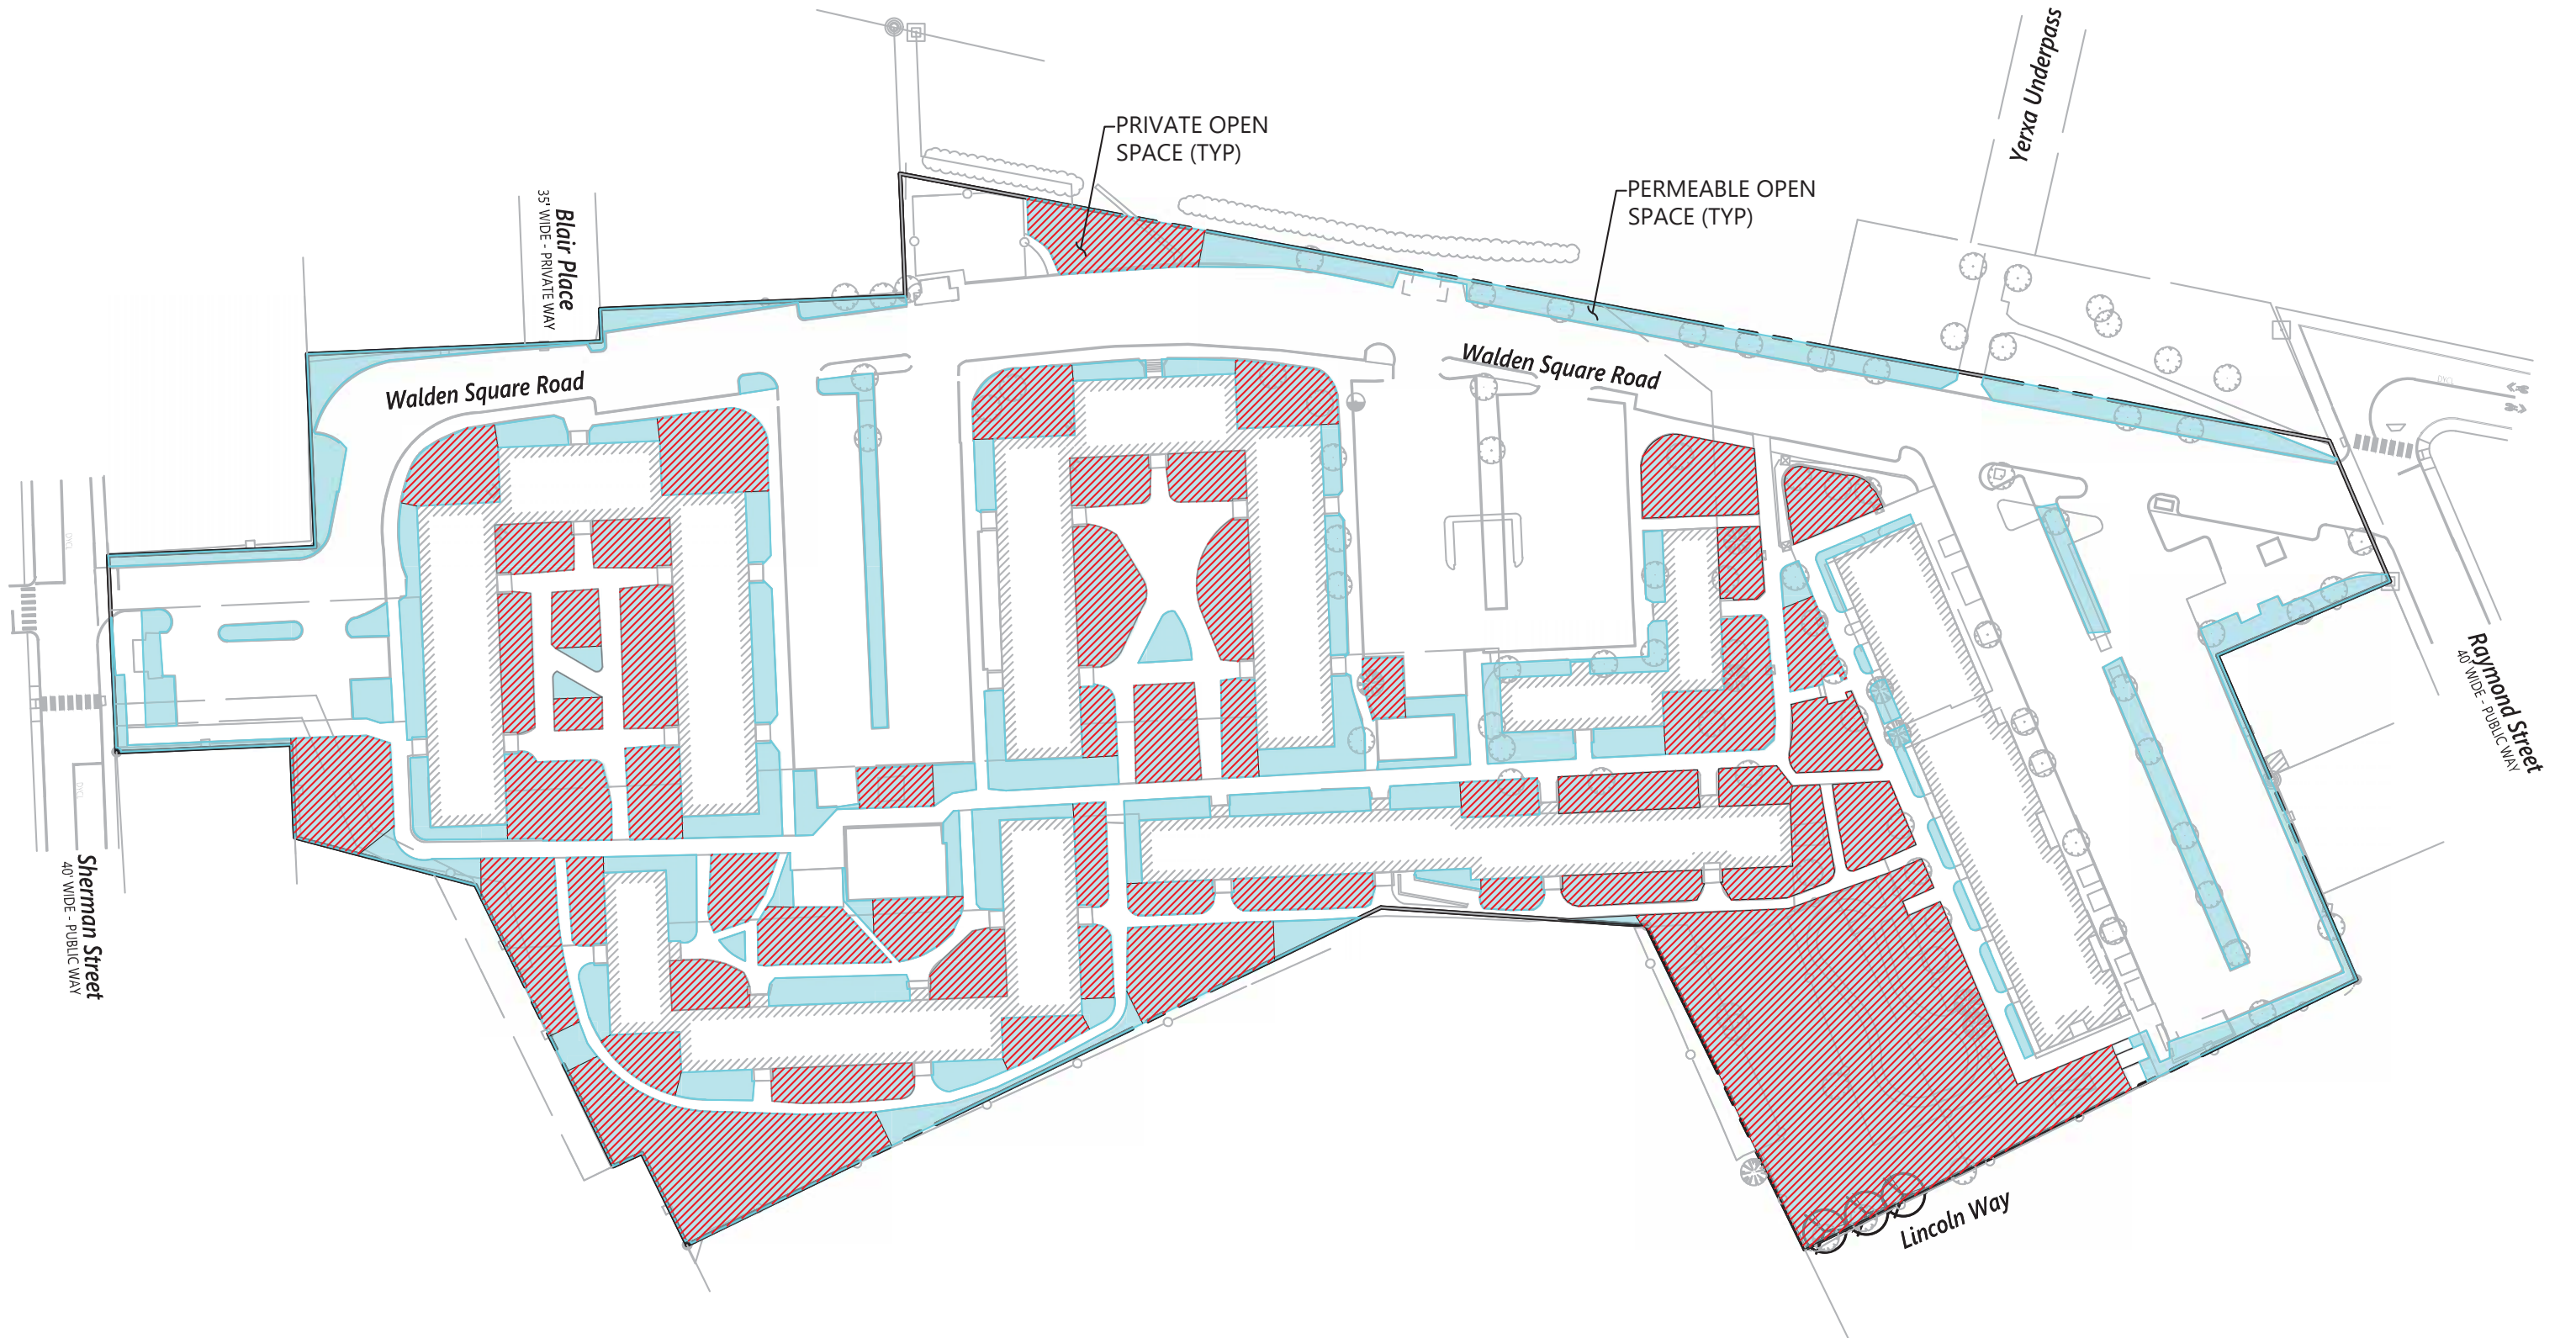 Yerxa Underpass
PRIVATE OPEN
SPACE (TYP)
PERMEABLE OPEN
SPACE (TYP)
Blair Place
35' WIDE - PRIVATE WAY
Walden Square Road
Walden Square Road
Raymond Street
40' WIDE - PUBLIC WAY
Sherman Street
40' WIDE - PUBLIC WAY
Lincoln Way